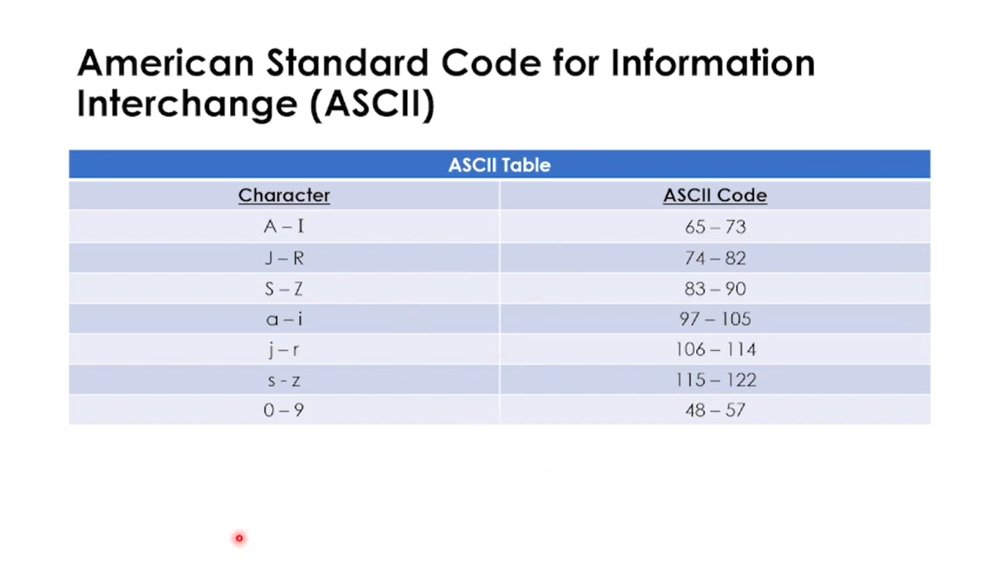 American Standard Code for Information
Interchange (ASCII)
ASCII Table
Character ASCII Code
A – I 65 – 73
J – R 74 – 82
S – Z 83 – 90
a – i 97 – 105
j – r 106 – 114
s - z 115 – 122
0 – 9 48 – 57